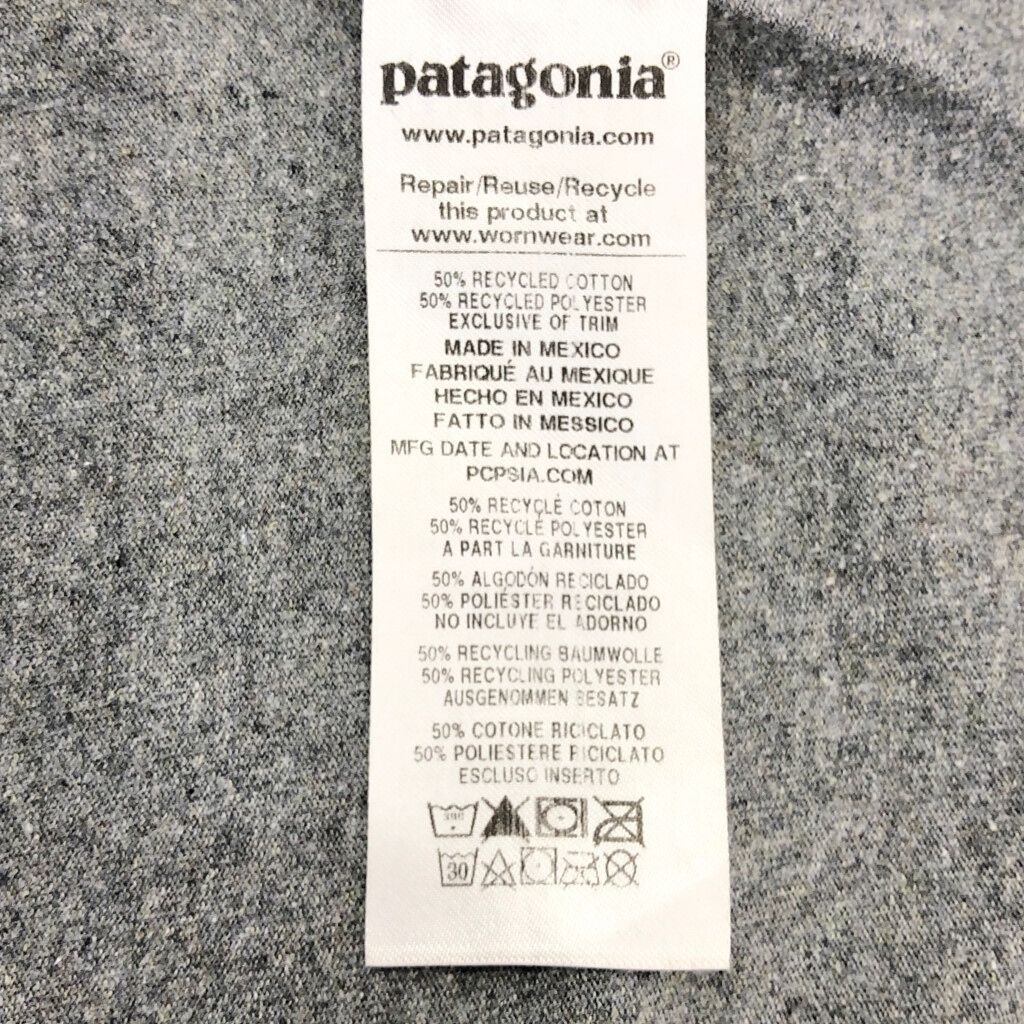 patagonia®
www.patagonia.com
Repair/Reuse/Recycle
this product at
www.wornwear.com
50% RECYCLED COTTON
50% RECYCLED POLYESTER
EXCLUSIVE OF TRIM
MADE IN MEXICO
FABRIQUÉ AU MEXIQUE
HECHO EN MEXICO
FATTO IN MESSICO
MFG DATE AND LOCATION AT
PCPSIA.COM
50% RECYCLÉ COTON
50% RECYCLÉ POLYESTER
A PART LA GARNITURE
50% ALGODÓN RECICLADO
50% POLIÉSTER RECICLADO
NO INCLUYE EL ADORNO
50% RECYCLING BAUMWOLLE
50% RECYCLING POLYESTER
AUSGENOMMEN BESATZ
50% COTONE RICICLATO
50% POLIESTERE RICICLATO
ESCLUSO INSERTO
30